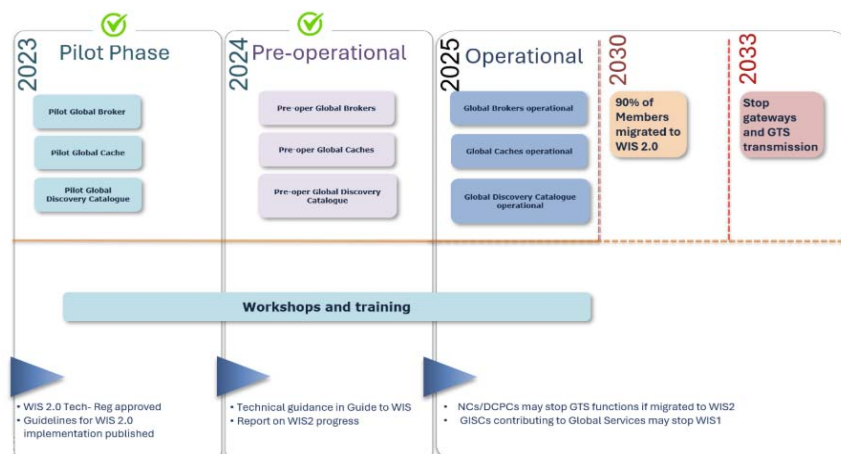 2023
Pilot Phase
2024
Pre-operational
2025
Operational
2030
2033
Pilot Global Broker
Pilot Global Cache
Pilot Global
Discovery Catalogue
Pre-oper Global Brokers
Pre-oper Global Caches
Pre-oper Global Discovery
Catalogue
Global Brokers operational
Global Caches operational
Global Discovery Catalogue
operational
90% of
Members
migrated to
WIS 2.0
Stop
gateways
and GTS
transmission
Workshops and training
• WIS 2.0 Tech- Reg approved
• Guidelines for WIS 2.0
implementation published
• Technical guidance in Guide to WIS
• Report on WIS2 progress
• NCs/DCPCs may stop GTS functions if migrated to WIS2
• GISCs contributing to Global Services may stop WIS1